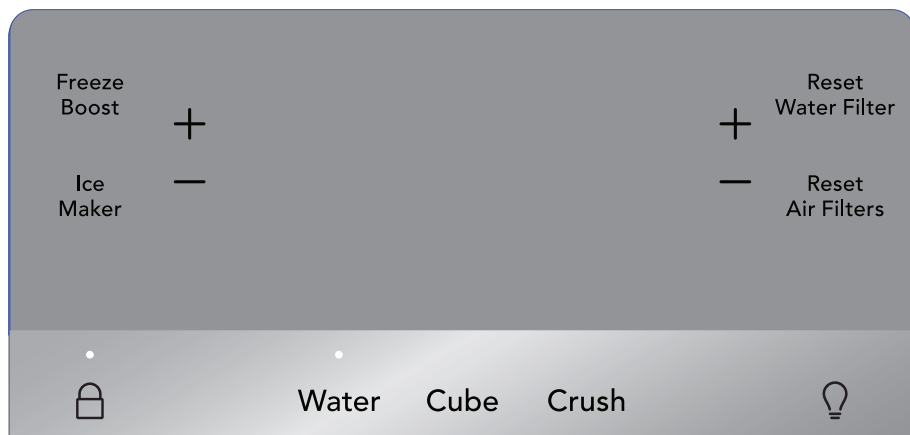 Freeze
Boost
+
−
Ice
Maker
+
−
Reset
Water Filter
Reset
Air Filters
Water Cube Crush